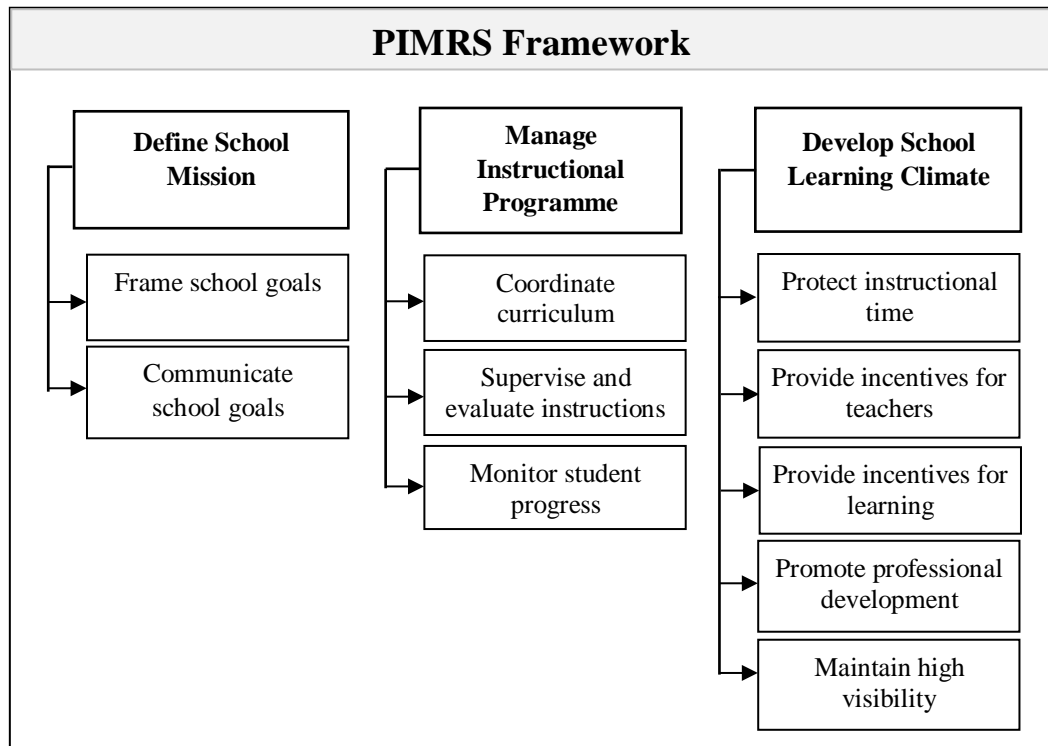 PIMRS Framework
Define School
Mission
Frame school goals
Communicate
school goals
Manage
Instructional
Programme
Coordinate
curriculum
Supervise and
evaluate instructions
Monitor student
progress
Develop School
Learning Climate
Protect instructional
time
Provide incentives for
teachers
Provide incentives for
learning
Promote professional
development
Maintain high
visibility